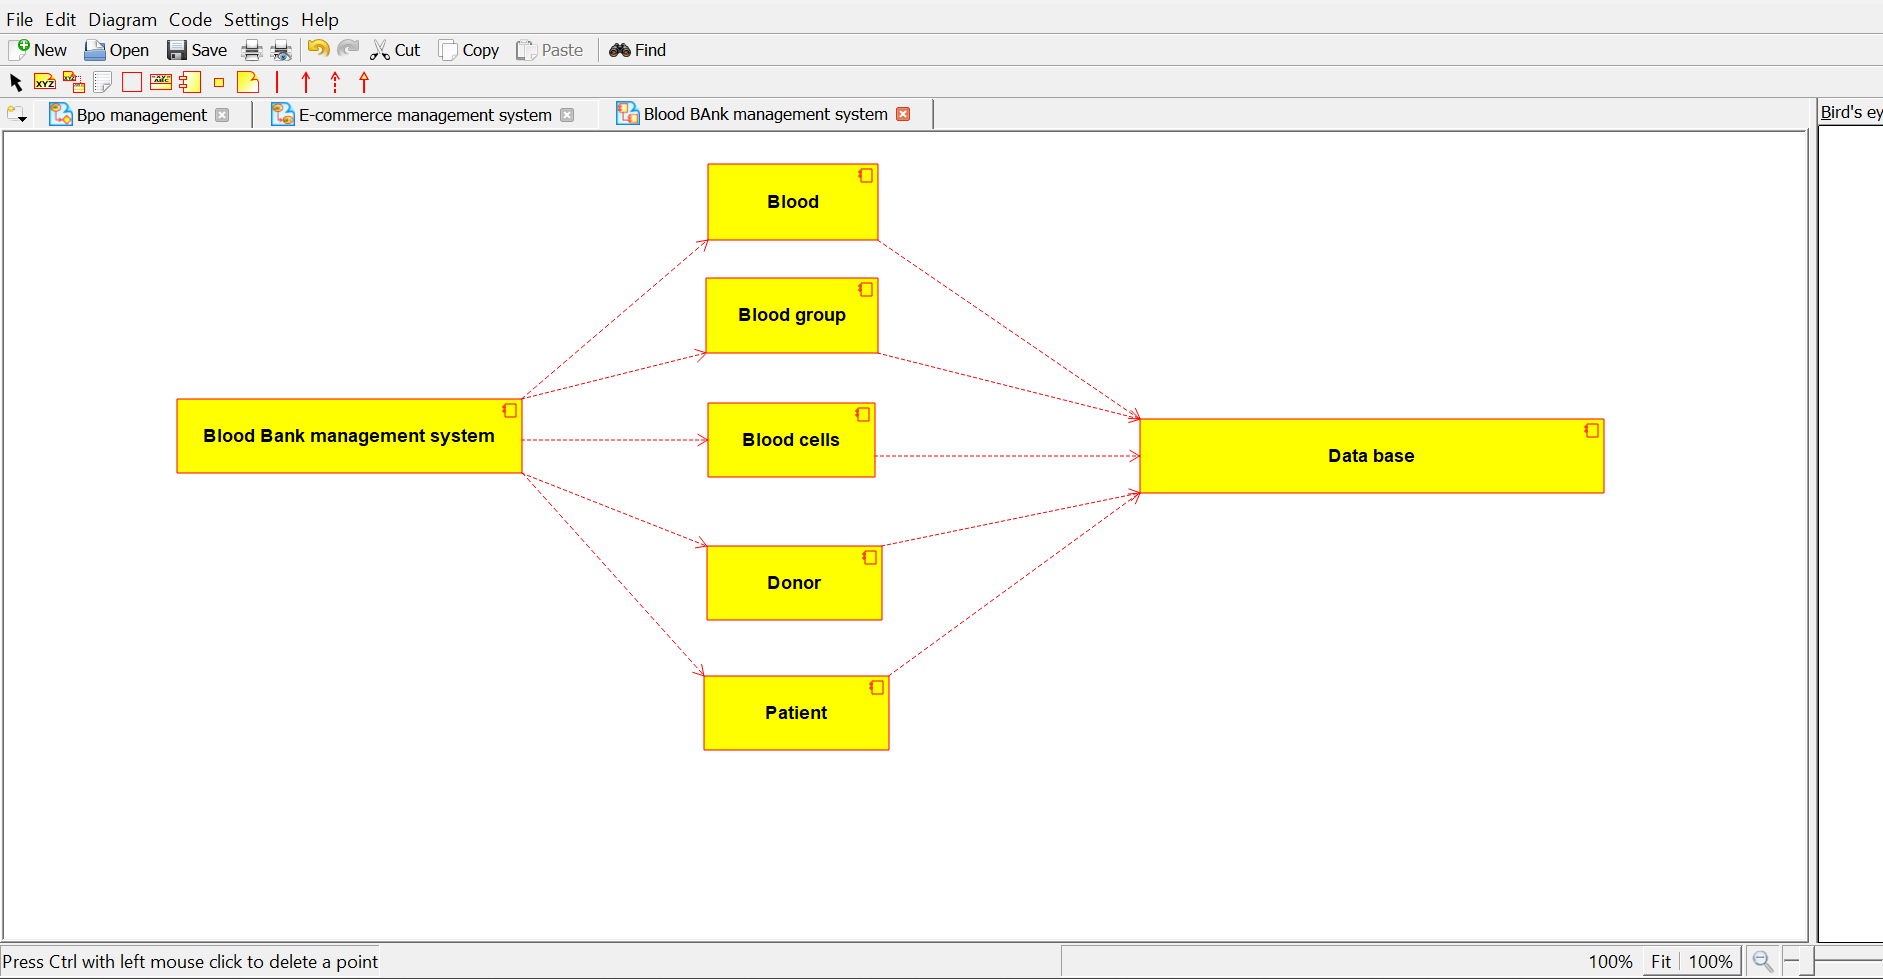 File Edit Diagram Code Settings Help
New Open Save Cut Copy Paste Find
XYZ
Bpo management E-commerce management system Blood BAnk management system Bird's ey
Blood
Blood group
Blood Bank management system
Blood cells
Data base
Donor
Patient
Press Ctrl with left mouse click to delete a point 100% Fit 100%